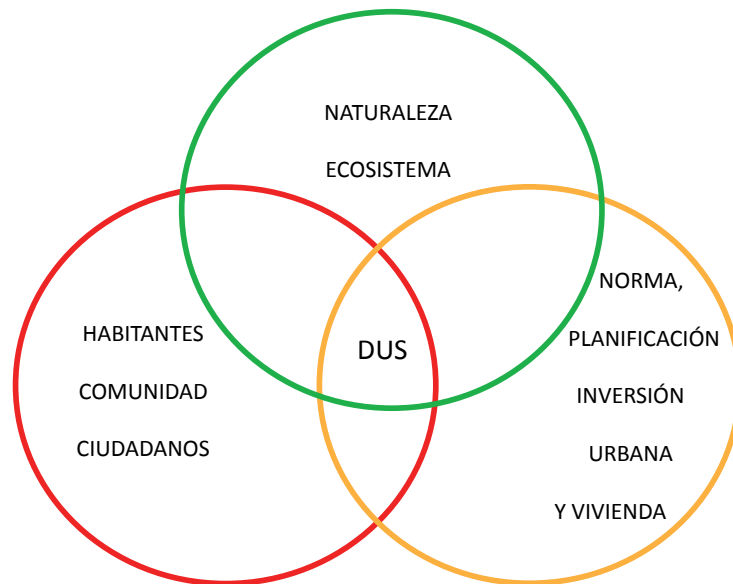 NATURALEZA
ECOSISTEMA
HABITANTES
COMUNIDAD
CIUDADANOS
DUS
NORMA,
PLANIFICACIÓN
INVERSIÓN
URBANA
Y VIVIENDA